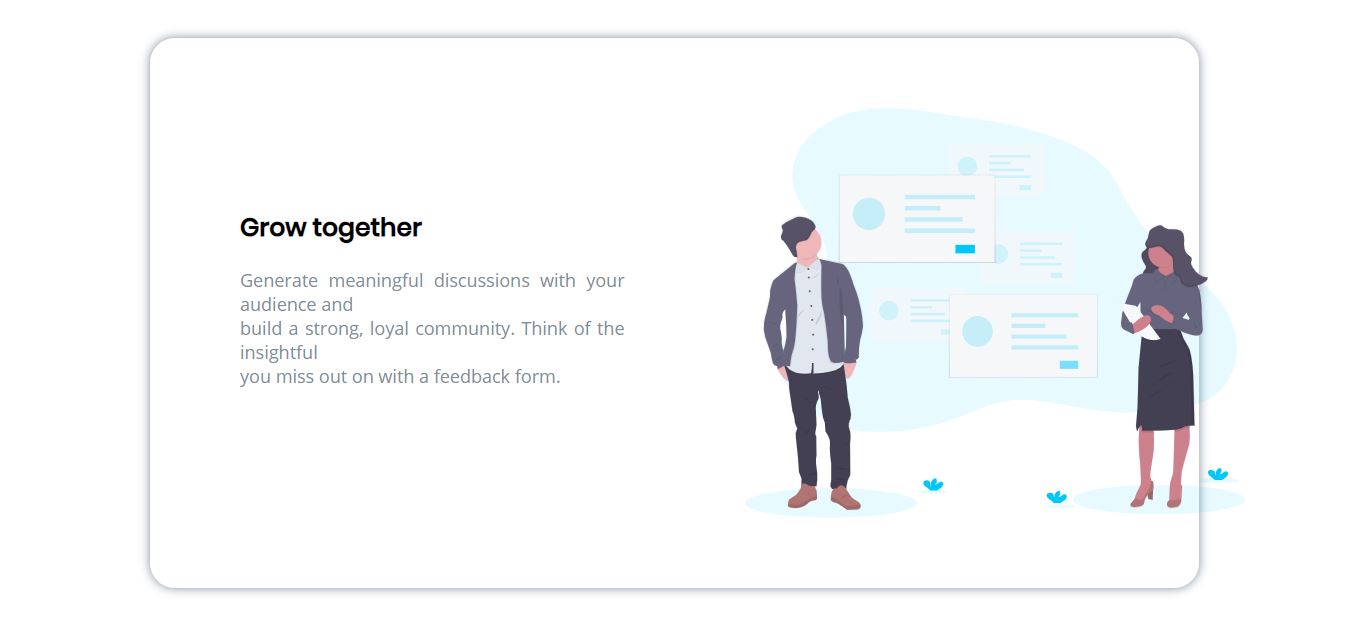 Grow together
Generate meaningful discussions with your
audience and
build a strong, loyal community. Think of the
insightful
you miss out on with a feedback form.